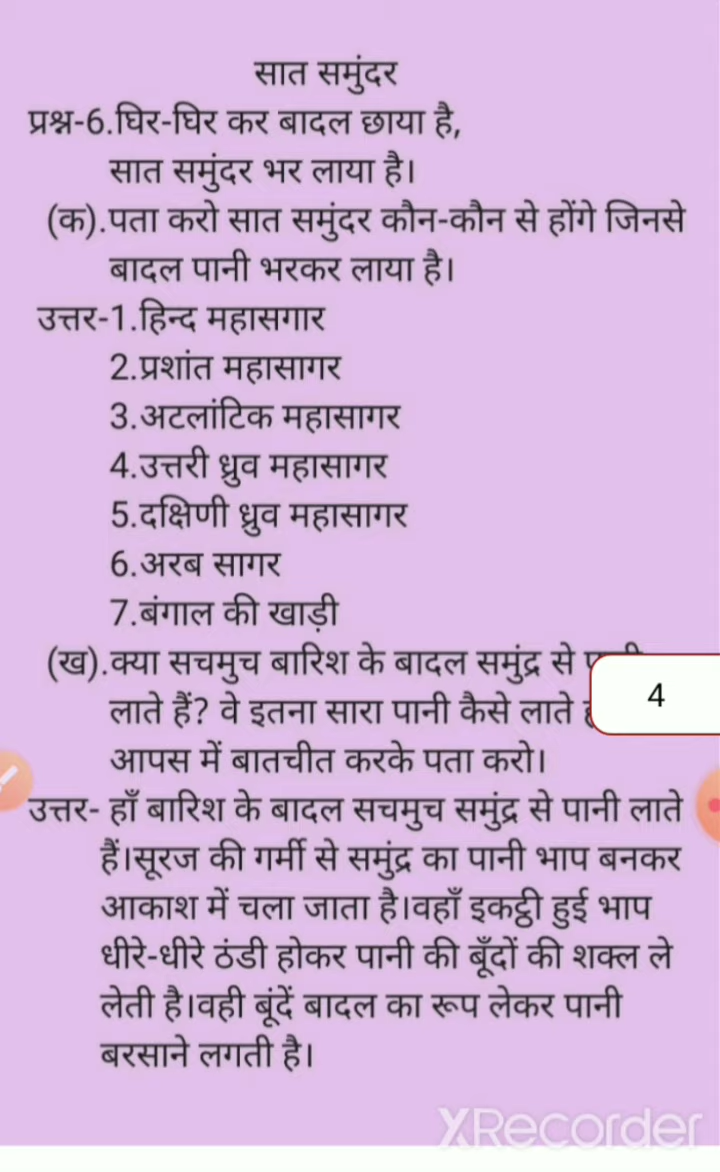 सात समुंदर
प्रश्न-6.घिर-घिर कर बादल छाया है,
सात समुंदर भर लाया है।
(क).पता करो सात समुंदर कौन-कौन से होंगे जिनसे
बादल पानी भरकर लाया है।
उत्तर-1.हिन्द महासगार
2.प्रशांत महासागर
3.अटलांटिक महासागर
4.उत्तरी ध्रुव महासागर
5.दक्षिणी ध्रुव महासागर
6.अरब सागर
7.बंगाल की खाड़ी
(ख).क्या सचमुच बारिश के बादल समुंद्र से
4
लाते हैं? वे इतना सारा पानी कैसे लाते
आपस में बातचीत करके पता करो।
उत्तर- हाँ बारिश के बादल सचमुच समुंद्र से पानी लाते
हैं।सूरज की गर्मी से समुंद्र का पानी भाप बनकर
आकाश में चला जाता है।वहाँ इकट्ठी हुई भाप
धीरे-धीरे ठंडी होकर पानी की बूँदों की शक्ल ले
लेती है।वही बूंदें बादल का रूप लेकर पानी
बरसाने लगती है।
XRecorder